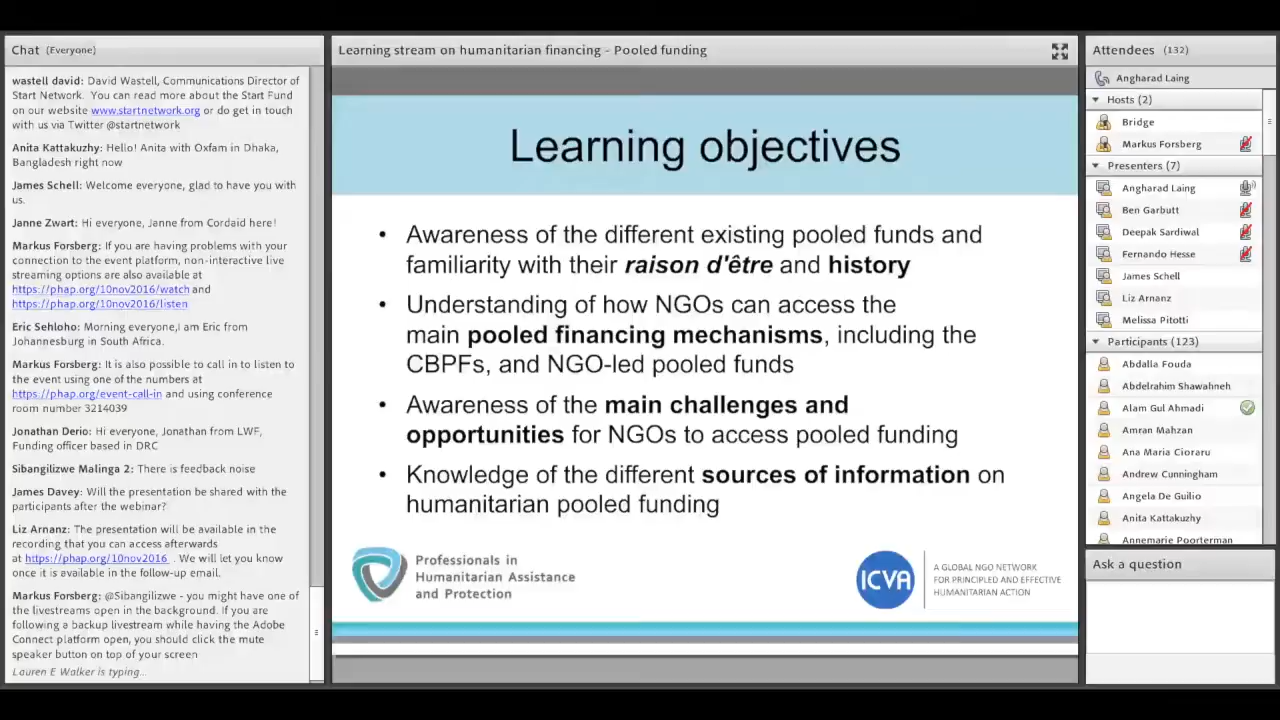 Chat (Everyone)
wastell david: David Wastell, Communications Director of
Start Network. You can read more about the Start Fund
on our website www.startnetwork.org or do get in touch
with us via Twitter @startnetwork
Anita Kattakuzhy: Hello! Anita with Oxfam in Dhaka,
Bangladesh right now
James Schell: Welcome everyone, glad to have you with
us.
Janne Zwart: Hi everyone, Janne from Cordaid here!
Markus Forsberg: If you are having problems with your
connection to the event platform, non-interactive live
streaming options are also available at
https://phap.org/10nov2016/watch and
https://phap.org/10nov2016/listen
Eric Sehloho: Morning everyone,I am Eric from
Johannesburg in South Africa.
Markus Forsberg: It is also possible to call in to listen to
the event using one of the numbers at
https://phap.org/event-call-in and using conference
room number 3214039
Jonathan Derio: Hi everyone, Jonathan from LWF,
Funding officer based in DRC
Sibangilizwe Malinga 2: There is feedback noise
James Davey: Will the presentation be shared with the
participants after the webinar?
Liz Arnanz: The presentation will be available in the
recording that you can access afterwards
at https://phap.org/10nov2016 . We will let you know
once it is available in the follow-up email.
Markus Forsberg: @Sibangilizwe - you might have one
of the livestreams open in the background. If you are
following a backup livestream while having the Adobe
Connect platform open, you should click the mute
speaker button on top of your screen
Lauren E Walker is typing...
Learning stream on humanitarian financing - Pooled funding
Learning objectives
• Awareness of the different existing pooled funds and
familiarity with their raison d'être and history
• Understanding of how NGOs can access the
main pooled financing mechanisms, including the
CBPFs, and NGO-led pooled funds
• Awareness of the main challenges and
opportunities for NGOs to access pooled funding
• Knowledge of the different sources of information on
humanitarian pooled funding
Professionals in
Humanitarian Assistance
and Protection
ICVA
A GLOBAL NGO NETWORK
FOR PRINCIPLED AND EFFECTIVE
HUMANITARIAN ACTION
Attendees (132)
Angharad Laing
Hosts (2)
Bridge
Markus Forsberg
Presenters (7)
Angharad Laing
Ben Garbutt
Deepak Sardiwal
Fernando Hesse
James Schell
Liz Arnanz
Melissa Pitotti
Participants (123)
Abdalla Fouda
Abdelrahim Shawahneh
Alam Gul Ahmadi
Amran Mahzan
Ana Maria Cioraru
Andrew Cunningham
Angela De Guilio
Anita Kattakuzhy
Annemarie Poorterman
Ask a question